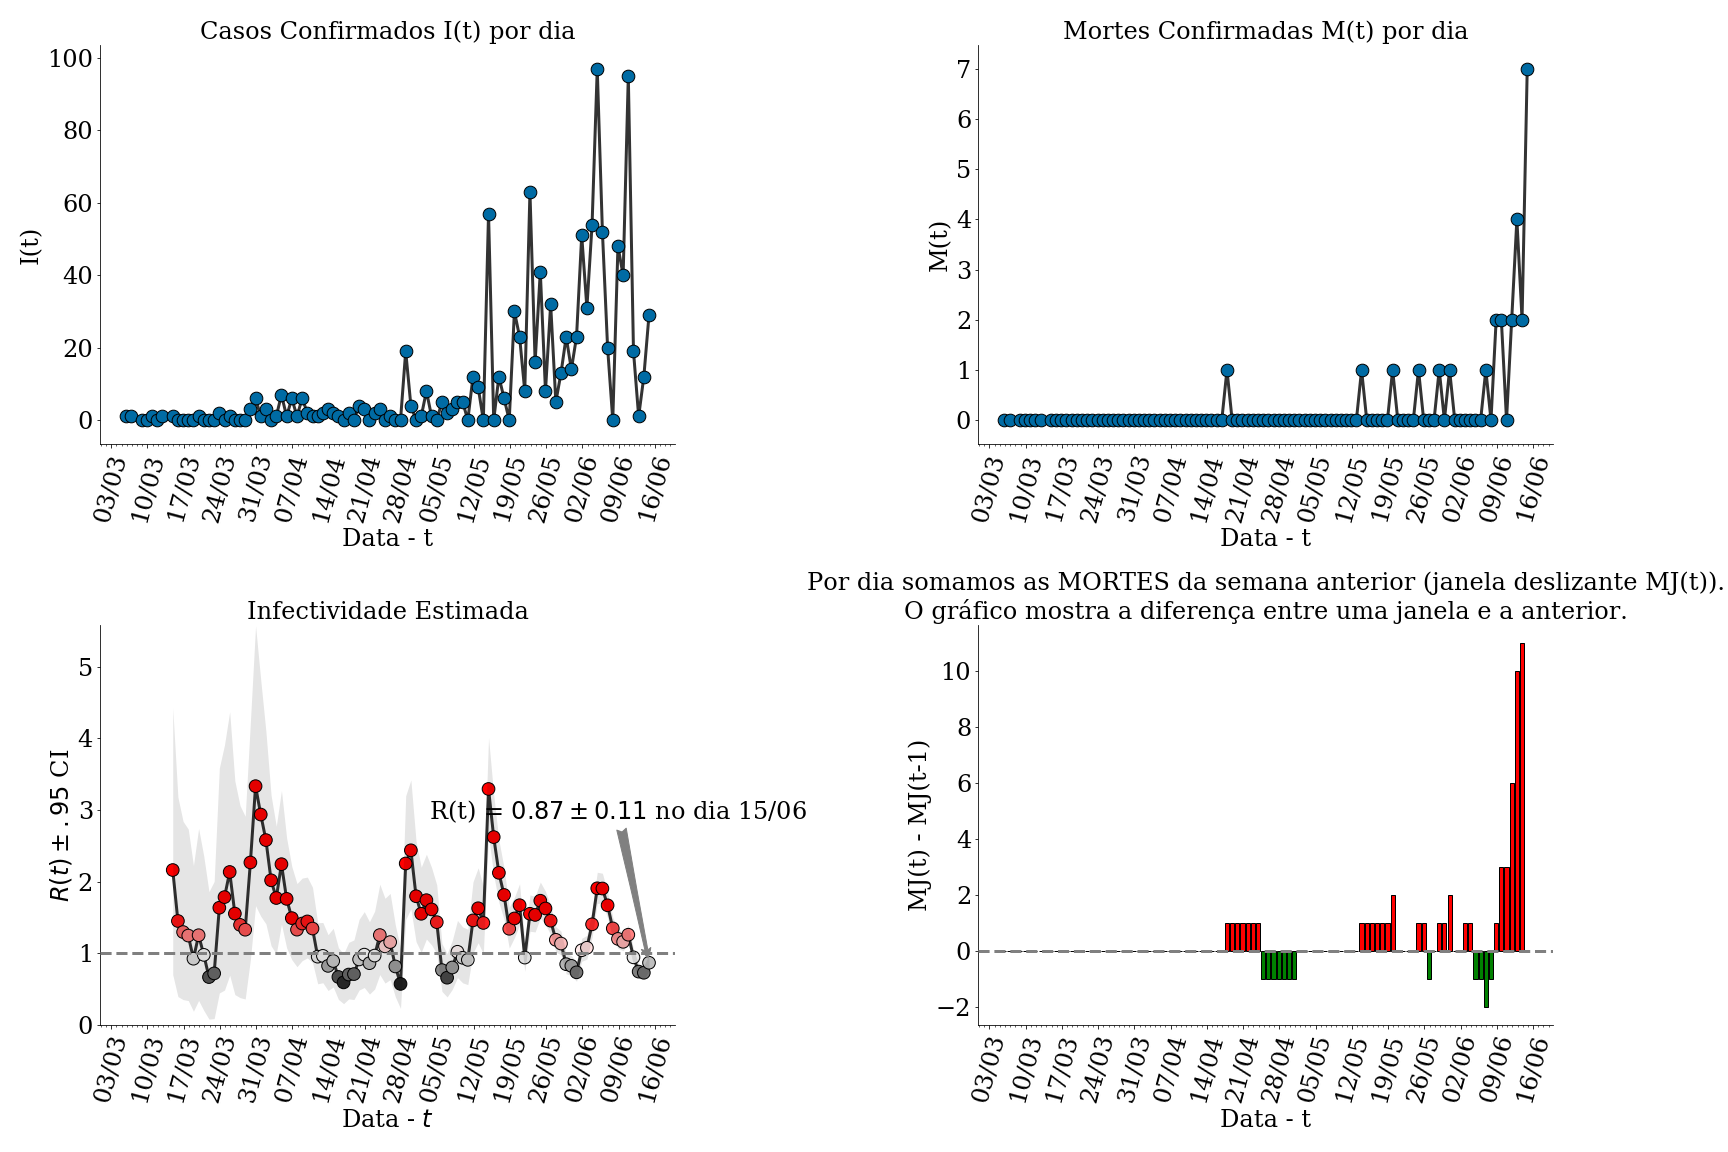 Casos Confirmados I(t) por dia
I(t)
100
80
60
40
20
0
03/03 10/03 17/03 24/03 31/03 07/04 14/04 21/04 28/04 05/05 12/05 19/05 26/05 02/06 09/06 16/06
Data - t
Mortes Confirmadas M(t) por dia
M(t)
7
6
5
4
3
2
1
0
03/03 10/03 17/03 24/03 31/03 07/04 14/04 21/04 28/04 05/05 12/05 19/05 26/05 02/06 09/06 16/06
Data - t
Infectividade Estimada
R(t) ± .95 CI
5
4
3
2
1
0
R(t) = 0.87 ± 0.11 no dia 15/06
03/03 10/03 17/03 24/03 31/03 07/04 14/04 21/04 28/04 05/05 12/05 19/05 26/05 02/06 09/06 16/06
Data - t
Por dia somamos as MORTES da semana anterior (janela deslizante MJ(t)).
O gráfico mostra a diferença entre uma janela e a anterior.
MJ(t) - MJ(t-1)
10
8
6
4
2
0
−2
03/03 10/03 17/03 24/03 31/03 07/04 14/04 21/04 28/04 05/05 12/05 19/05 26/05 02/06 09/06 16/06
Data - t